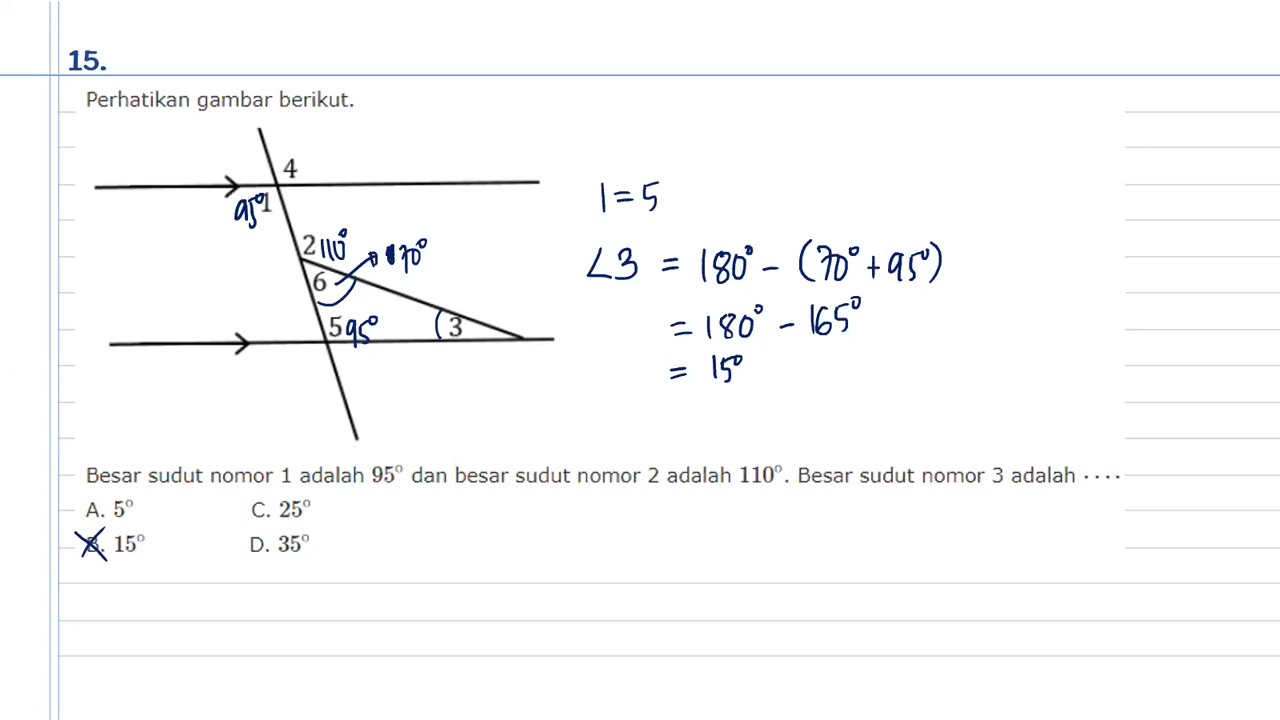 15.
Perhatikan gambar berikut.
4
95° 1
2 110° 70°
6
5 95° 3
1 = 5
∠3 = 180° - (70° + 95°)
= 180° - 165°
= 15°
Besar sudut nomor 1 adalah 95° dan besar sudut nomor 2 adalah 110°. Besar sudut nomor 3 adalah ....
A. 5° C. 25°
B. 15° D. 35°